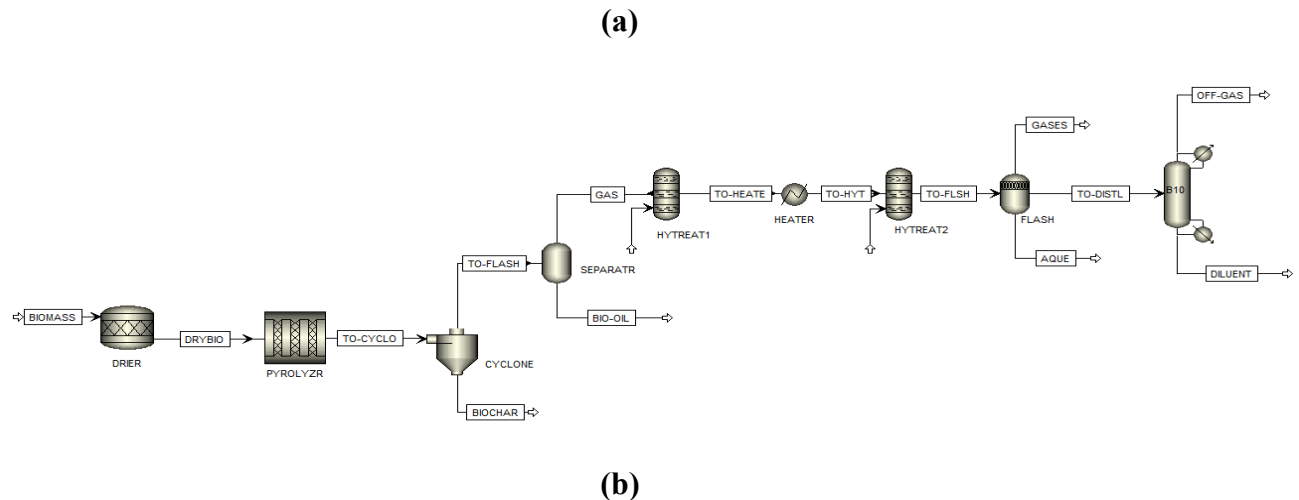 (a)
OFF-GAS
GASES
GAS
TO-HEATE
TO-HYT
TO-FLSH
TO-DISTL
B10
HEATER
FLASH
HYTREAT1
HYTREAT2
TO-FLASH
SEPARATR
AQUE
DILUENT
BIOMASS
BIO-OIL
DRYBIO
TO-CYCLO
DRIER
CYCLONE
PYROLYZR
BIOCHAR
(b)